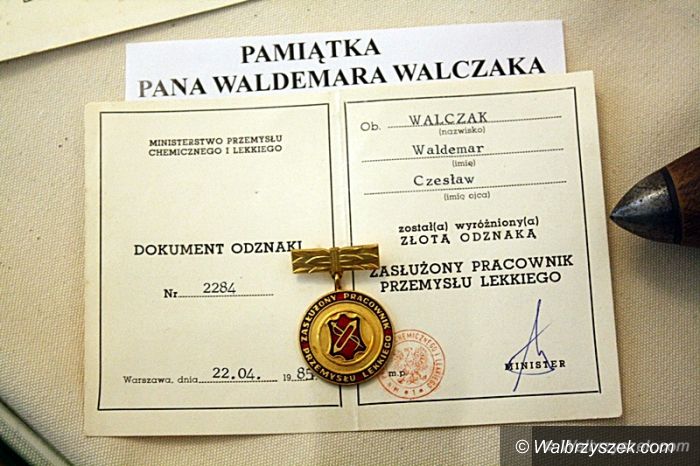 PAMIĄTKA
PANA WALDEMARA WALCZAKA
MINISTERSTWO PRZEMYSŁU
CHEMICZNEGO I LEKKIEGO
DOKUMENT ODZNAKI
Nr 2284
Warszawa, dnia 22.04. 1985
Ob. WALCZAK
(nazwisko)
Waldemar
(imię)
Czesław
(imię ojca)
został(a) wyróżniony(a)
ZŁOTĄ ODZNAKĄ
ZASŁUŻONY PRACOWNIK
PRZEMYSŁU LEKKIEGO
MINISTER
m.p.
ZASŁUŻONY PRACOWNIK
PRZEMYSŁU LEKKIEGO
© Walbrzyszek.com